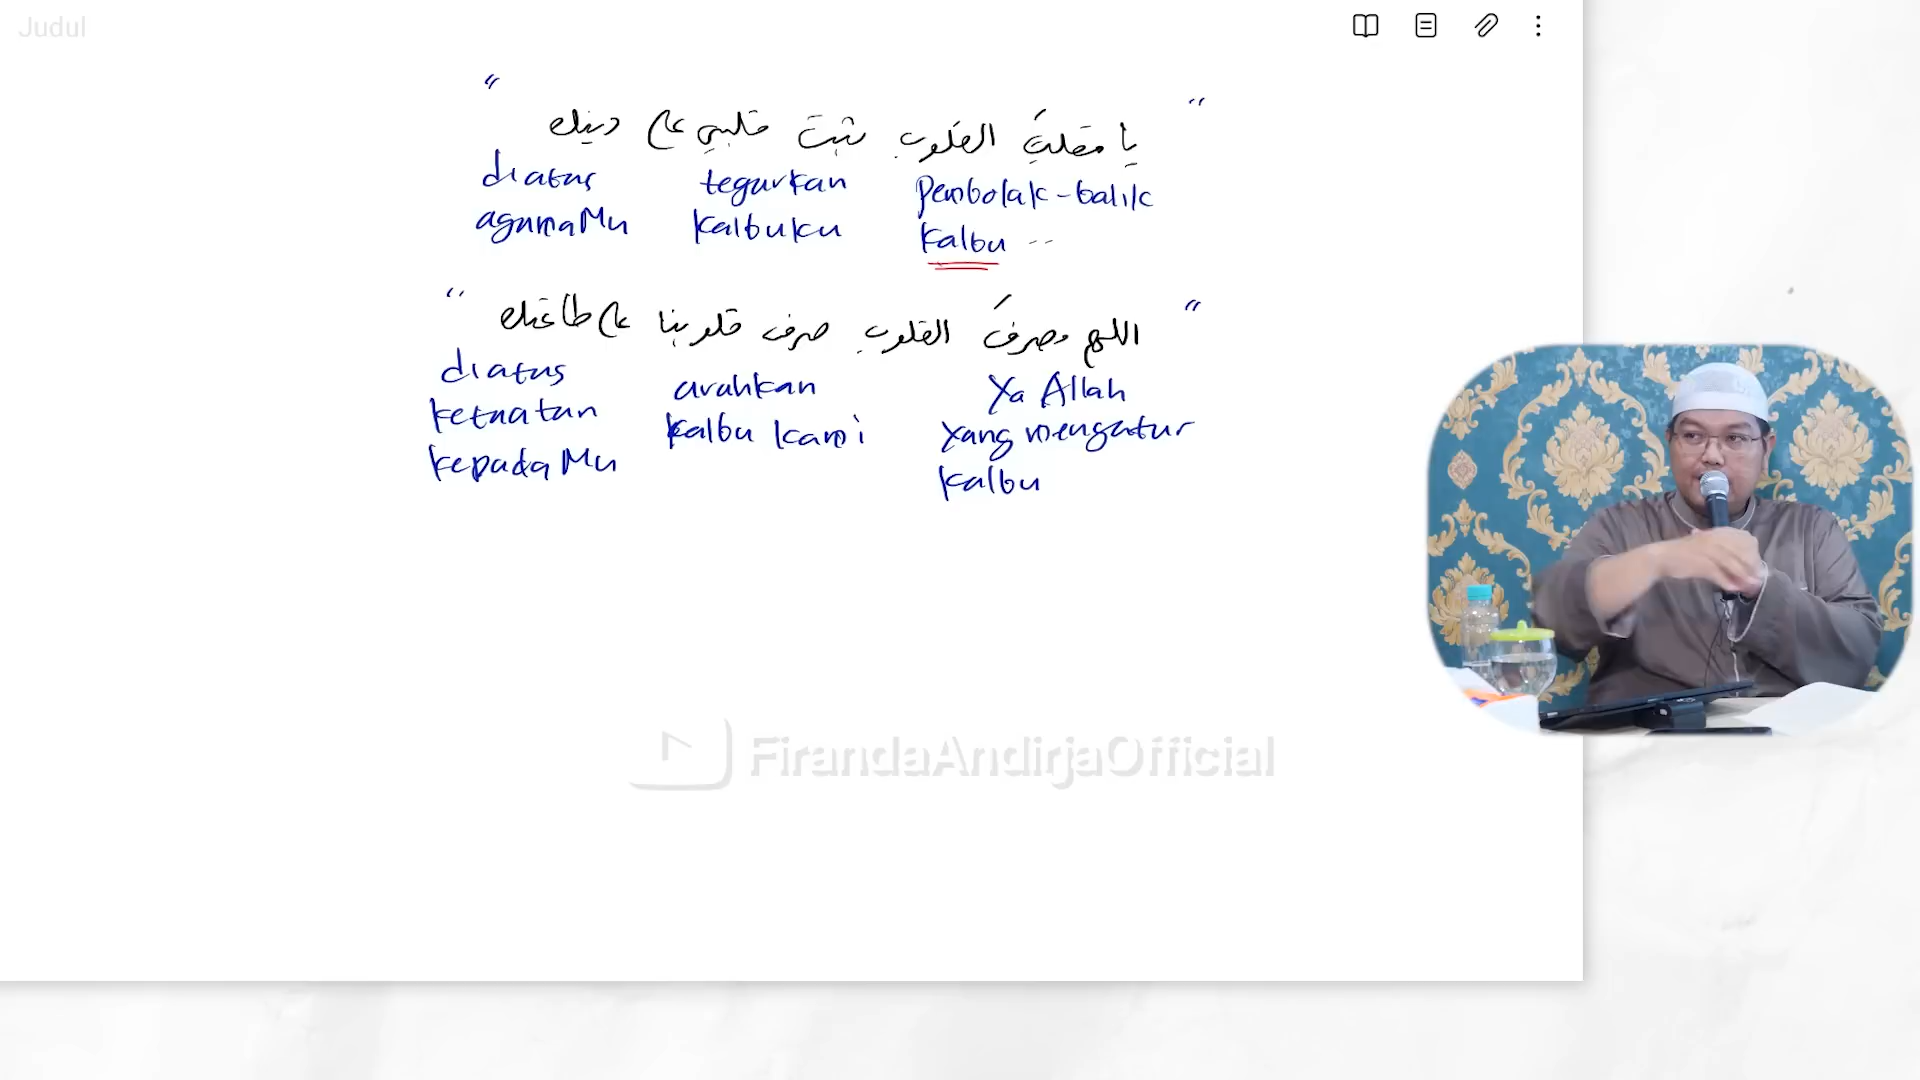 Judul
"يا مقلبَ القلوب ثبت قلبي على دينك"
diatas tegurkan Pembolak-balik
agamaMu kalbuku kalbu --
"اللهم مصرفَ القلوب صرف قلوبنا على طاعتك"
diatas arahkan Ya Allah
ketaatan kalbu kami yang mengatur
kepadaMu kalbu
FirandaAndirjaOfficial